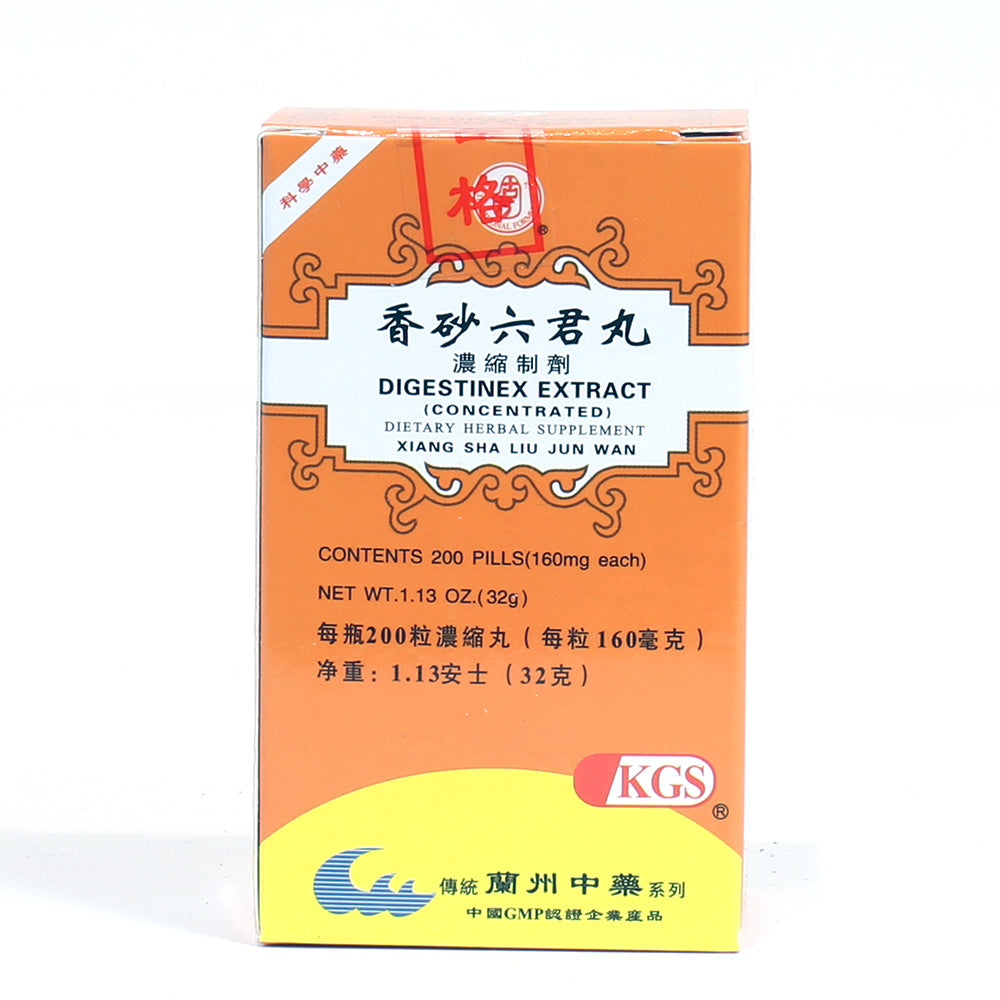 科學中藥
格
®
香砂六君丸
濃縮制劑
DIGESTINEX EXTRACT
(CONCENTRATED)
DIETARY HERBAL SUPPLEMENT
XIANG SHA LIU JUN WAN
CONTENTS 200 PILLS(160mg each)
NET WT.1.13 OZ.(32g)
每瓶200粒濃縮丸（每粒160毫克）
净重：1.13安士（32克）
KGS
®
傳統 蘭州中藥 系列
中國GMP認證企業産品